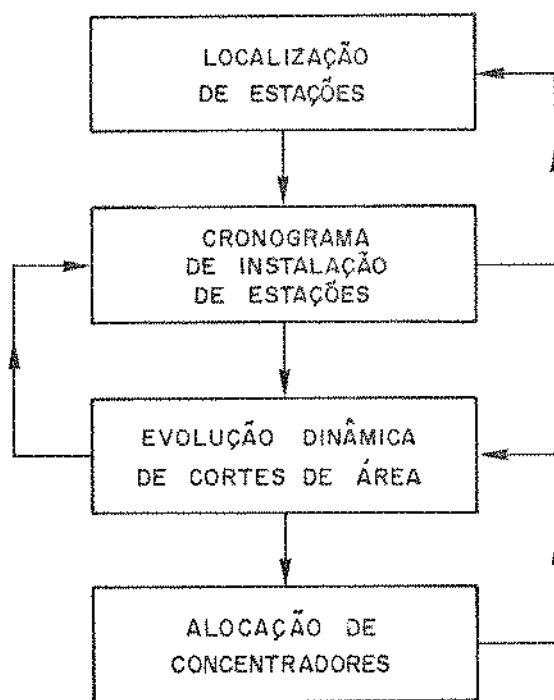 LOCALIZAÇÃO
DE ESTAÇÕES
CRONOGRAMA
DE INSTALAÇÃO
DE ESTAÇÕES
EVOLUÇÃO DINÂMICA
DE CORTES DE ÁREA
ALOCAÇÃO DE
CONCENTRADORES